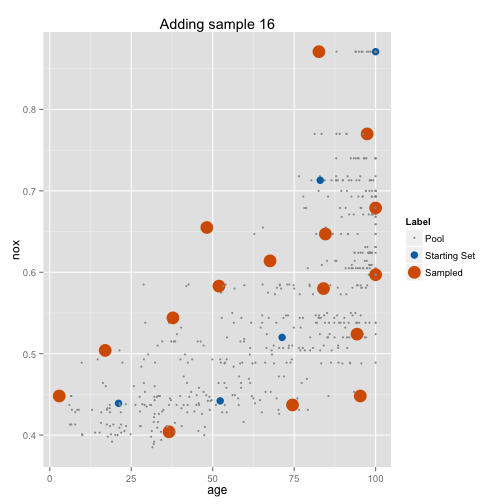 Adding sample 16
nox
0.8
0.7
0.6
0.5
0.4
0
25
50
75
100
age
Label
Pool
Starting Set
Sampled